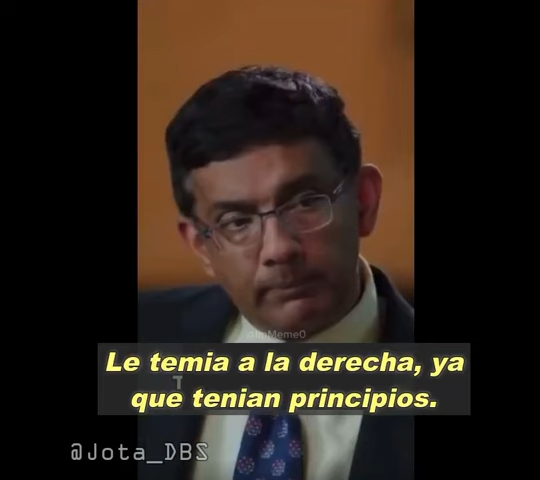 Le temia a la derecha, ya
que tenian principios.
@Jota_DBS